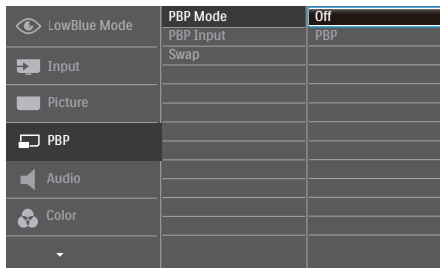 LowBlue Mode
Input
Picture
PBP
Audio
Color
PBP Mode
PBP Input
Swap
Off
PBP